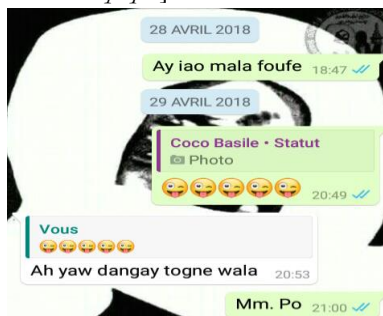 28 AVRIL 2018
Ay iao mala foufe 18:47
29 AVRIL 2018
Coco Basile • Statut
Photo
😜😜😜😜😜 20:49
Vous
😜😜😜😜😜
Ah yaw dangay togne wala 20:53
Mm. Po 21:00